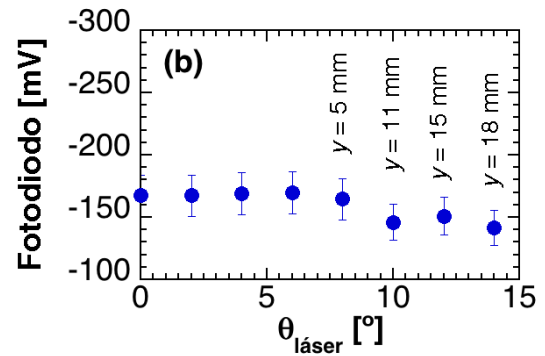 (b)
Fotodiodo [mV]
-300
-250
-200
-150
-100
y = 5 mm
y = 11 mm
y = 15 mm
y = 18 mm
0
5
10
15
θláser [º]